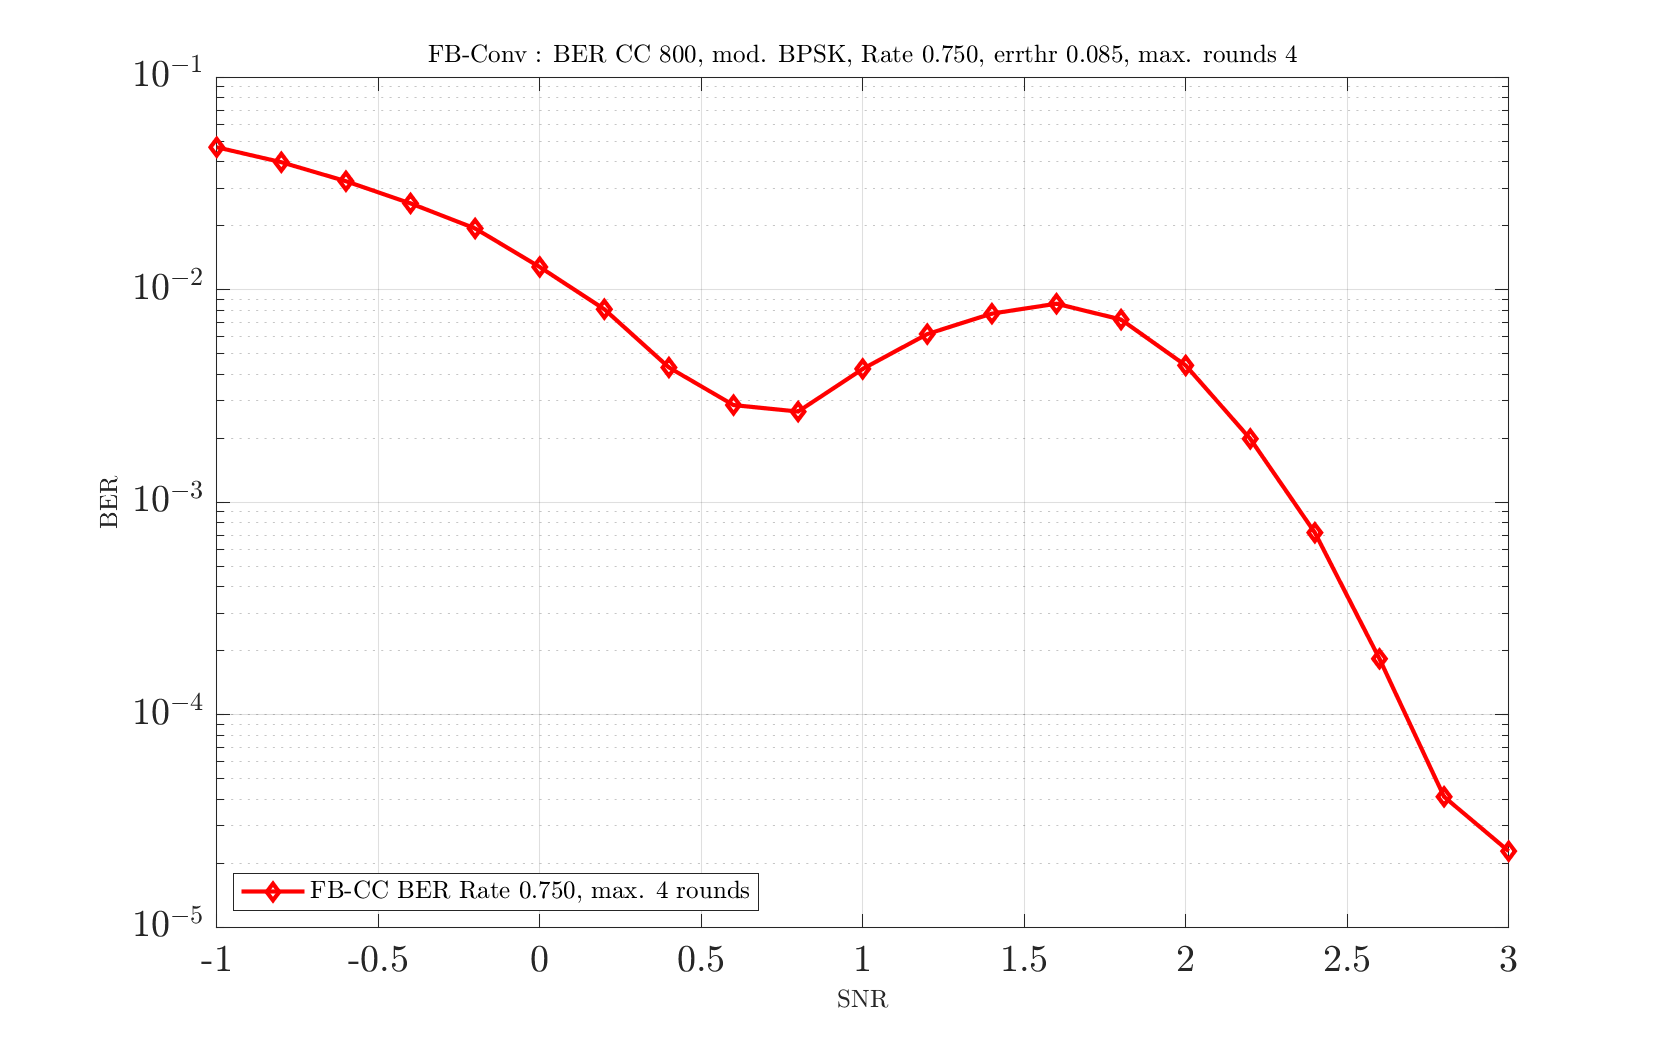 FB-Conv : BER CC 800, mod. BPSK, Rate 0.750, errthr 0.085, max. rounds 4
10^{-1}
10^{-2}
10^{-3}
10^{-4}
10^{-5}
BER
FB-CC BER Rate 0.750, max. 4 rounds
-1 -0.5 0 0.5 1 1.5 2 2.5 3
SNR